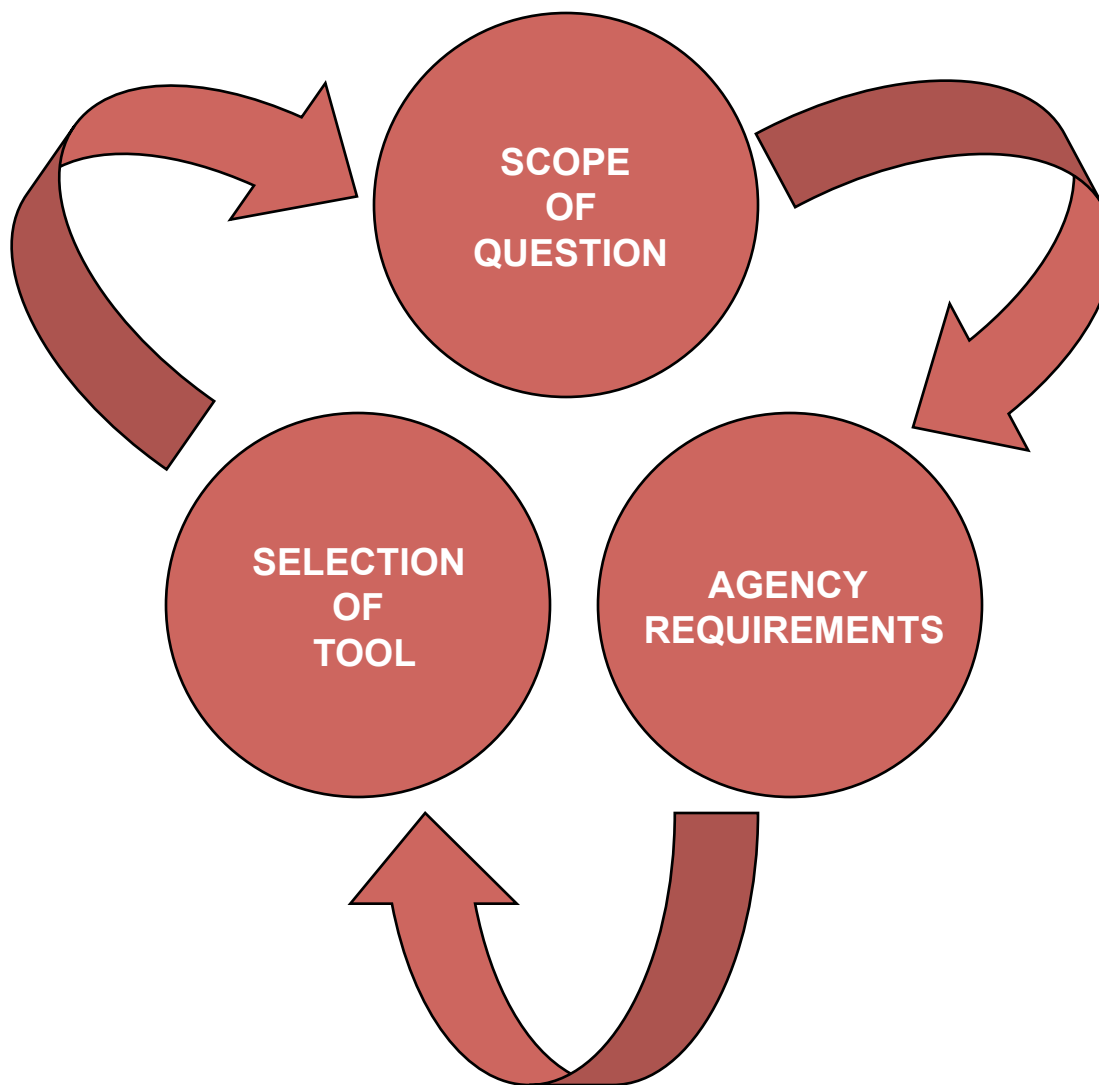 SCOPE
OF
QUESTION
SELECTION
OF
TOOL
AGENCY
REQUIREMENTS